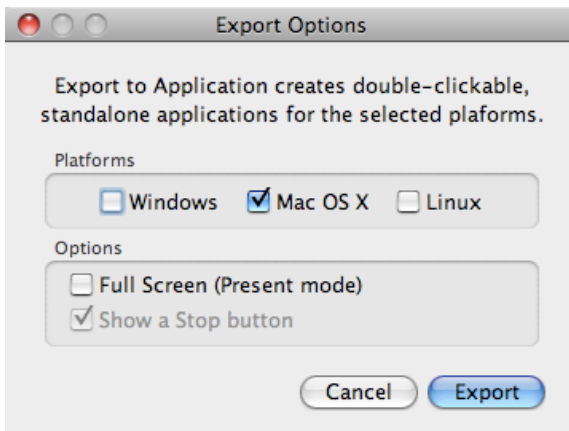 Export Options
Export to Application creates double-clickable,
standalone applications for the selected plaforms.
Platforms
Windows Mac OS X Linux
Options
Full Screen (Present mode)
Show a Stop button
Cancel Export